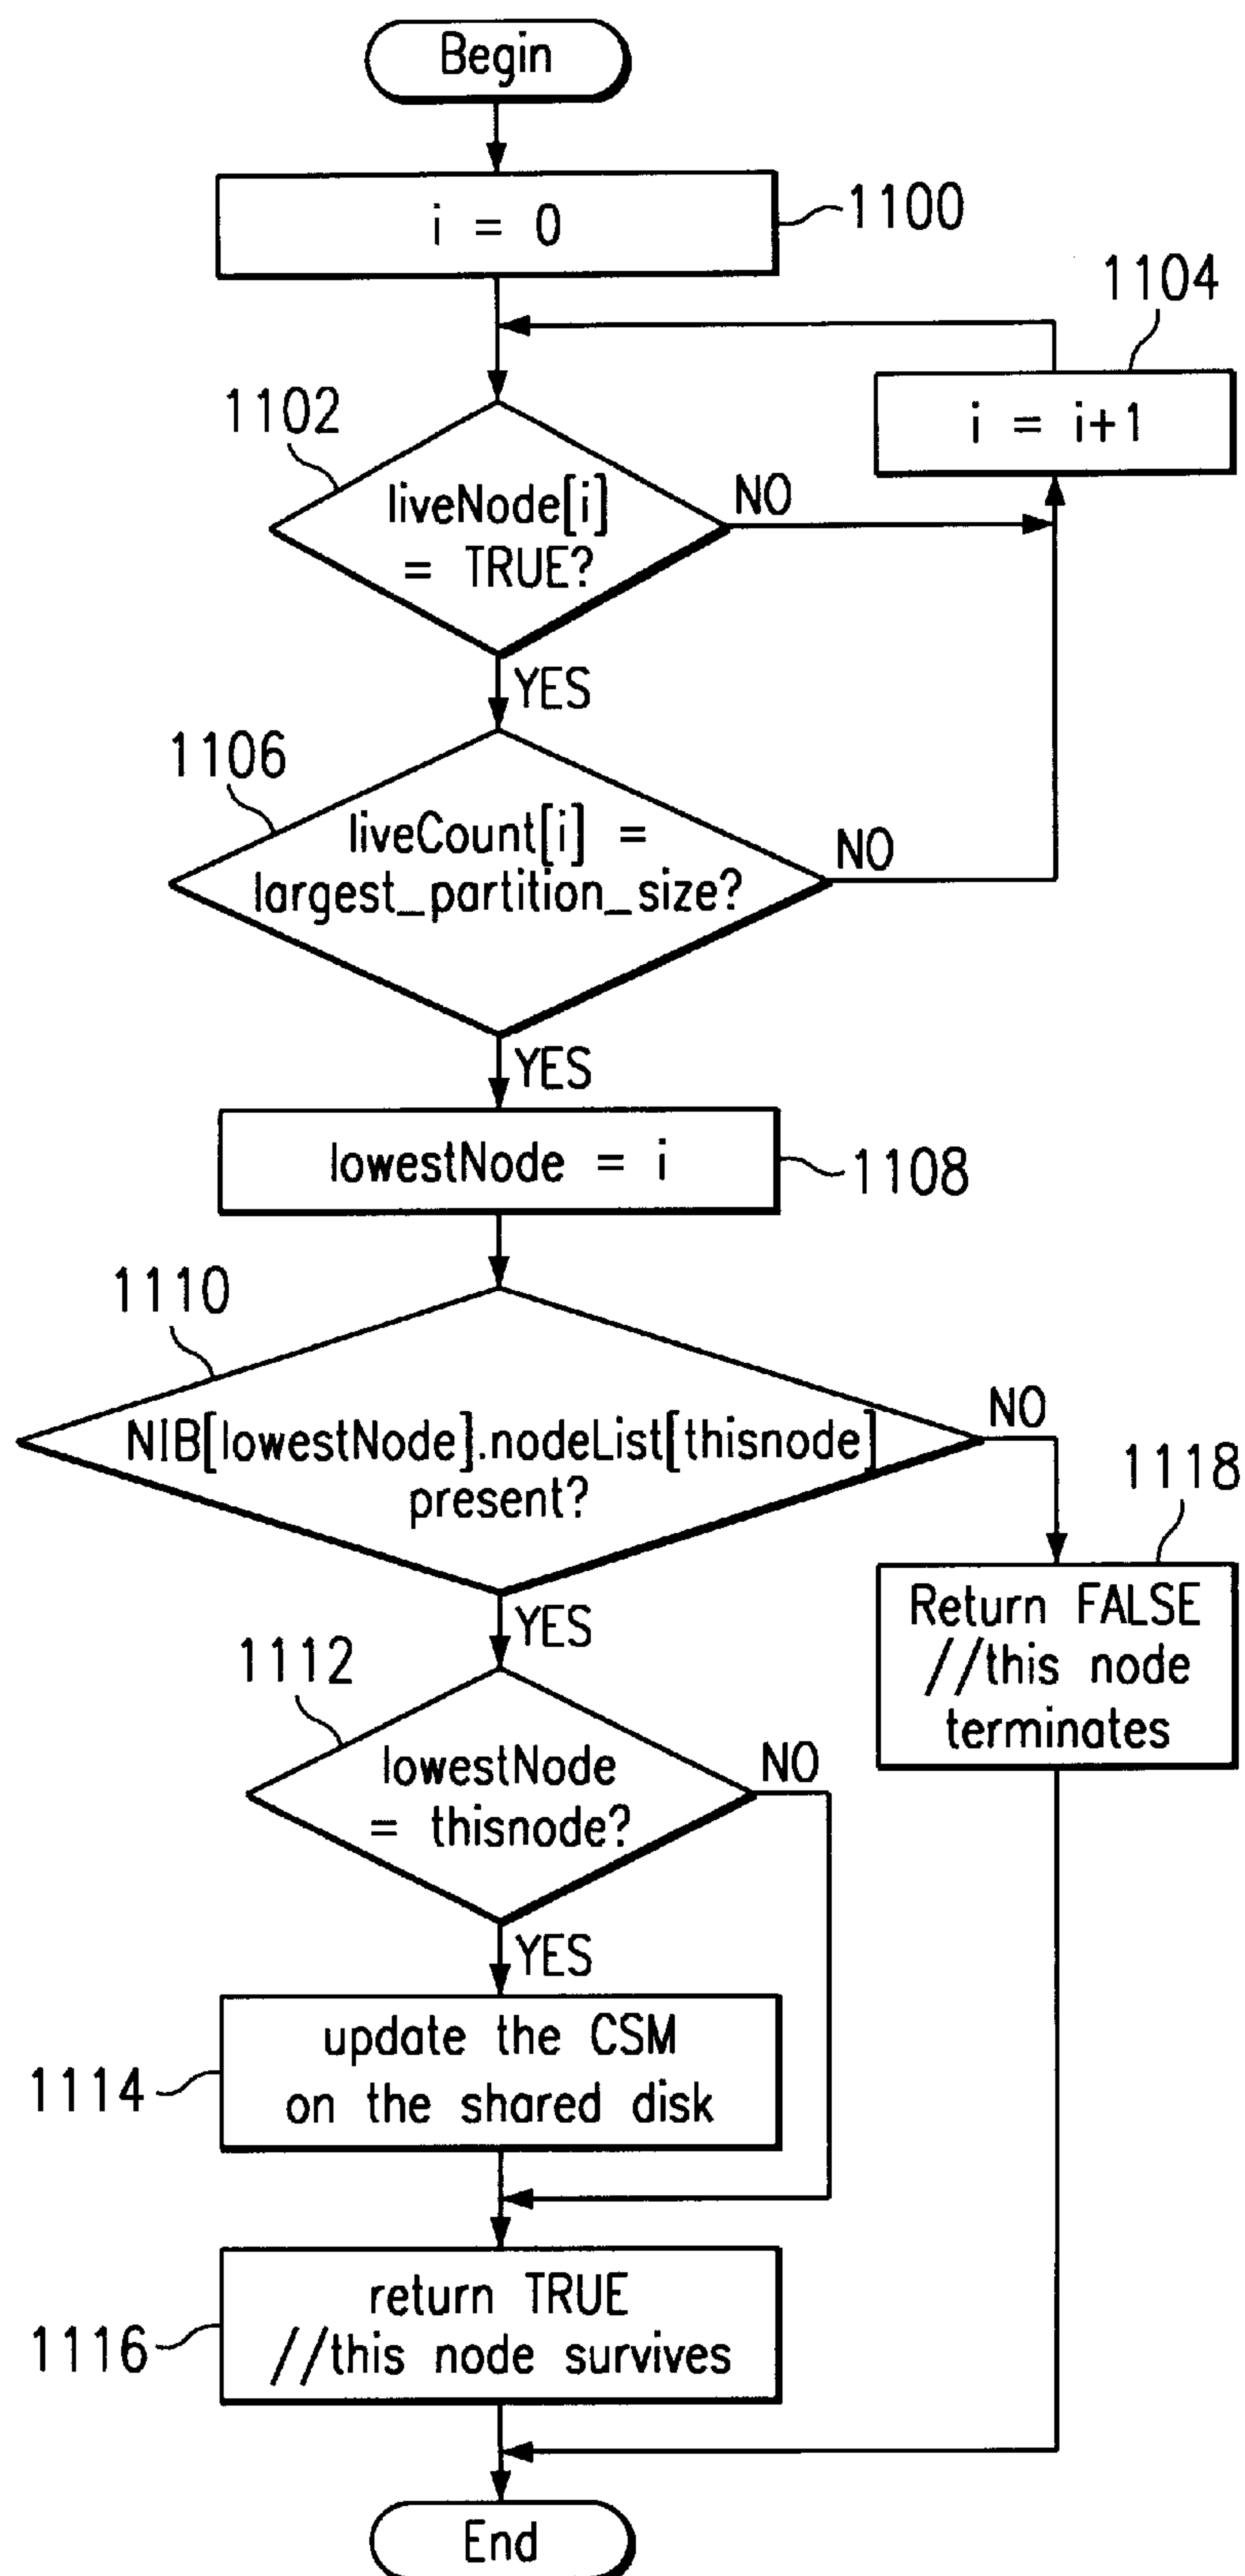 Begin
i = 0
1100
1104
i = i+1
1102
liveNode[i]
= TRUE?
NO
YES
1106
liveCount[i] =
largest_partition_size?
NO
YES
lowestNode = i
1108
1110
NIB[lowestNode].nodeList[thisnode]
present?
NO
1118
Return FALSE
//this node
terminates
YES
1112
lowestNode
= thisnode?
NO
YES
1114
update the CSM
on the shared disk
1116
return TRUE
//this node survives
End